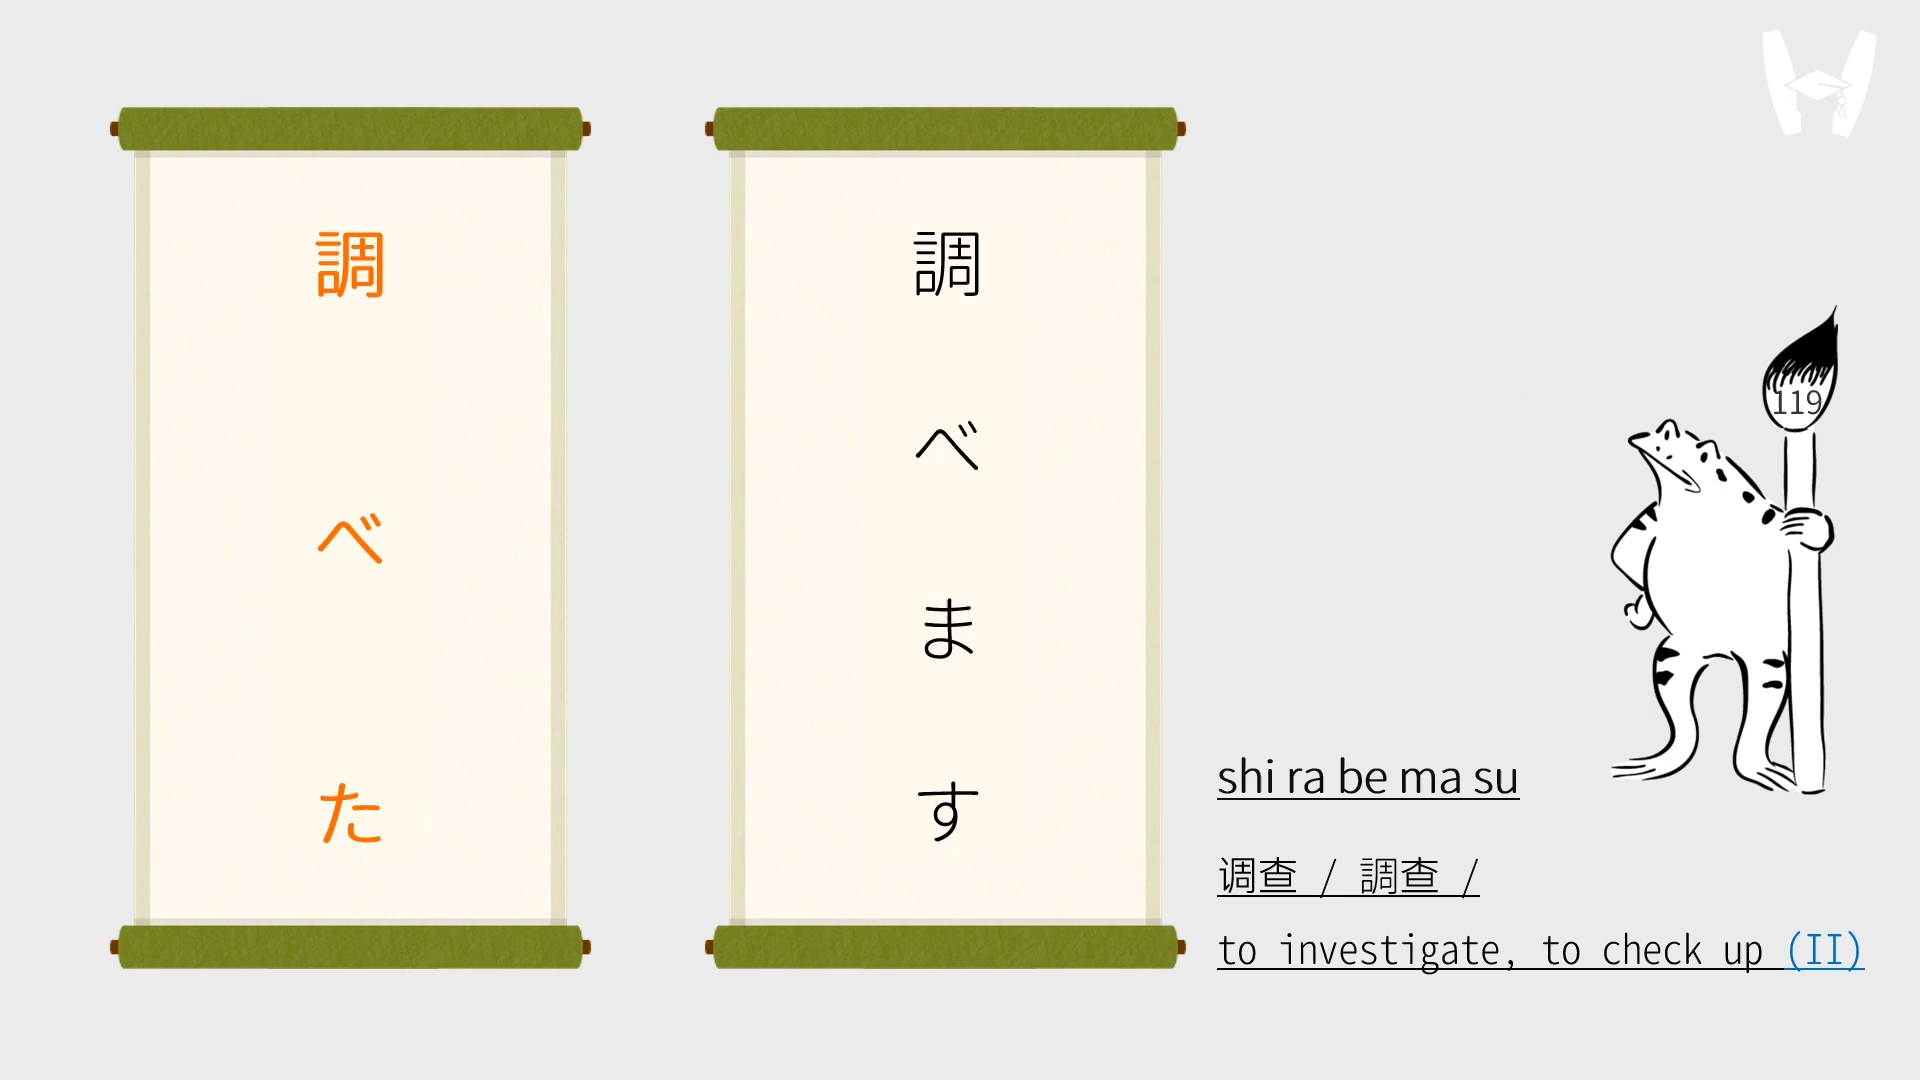 調べた
調べます
119
shi ra be ma su
调查 / 調查 /
to investigate, to check up (II)